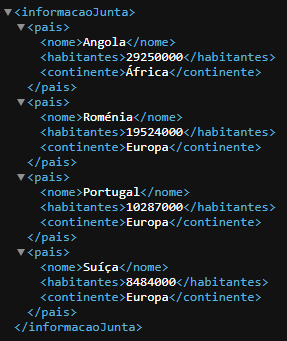 ▼<informacaoJunta>
▼<pais>
<nome>Angola</nome>
<habitantes>29250000</habitantes>
<continente>África</continente>
</pais>
▼<pais>
<nome>Roménia</nome>
<habitantes>19524000</habitantes>
<continente>Europa</continente>
</pais>
▼<pais>
<nome>Portugal</nome>
<habitantes>10287000</habitantes>
<continente>Europa</continente>
</pais>
▼<pais>
<nome>Suíça</nome>
<habitantes>8484000</habitantes>
<continente>Europa</continente>
</pais>
</informacaoJunta>